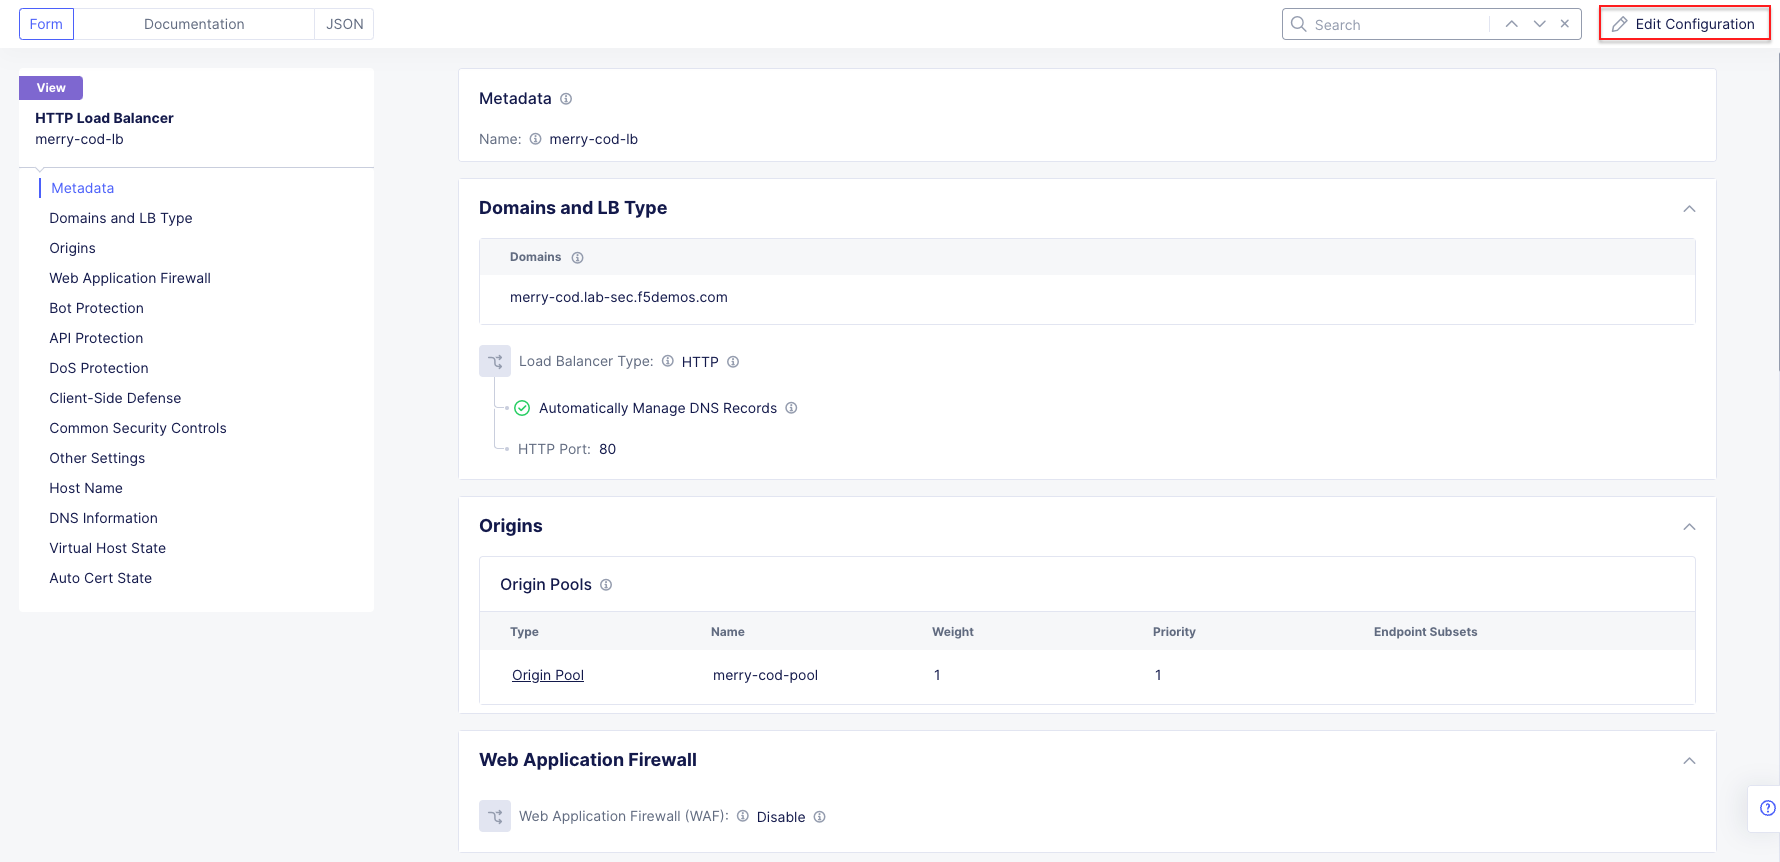 Form
Documentation
JSON
Search
Edit Configuration
View
HTTP Load Balancer
merry-cod-lb
Metadata
Domains and LB Type
Origins
Web Application Firewall
Bot Protection
API Protection
DoS Protection
Client-Side Defense
Common Security Controls
Other Settings
Host Name
DNS Information
Virtual Host State
Auto Cert State
Metadata
Name: merry-cod-lb
Domains and LB Type
Domains
merry-cod.lab-sec.f5demos.com
Load Balancer Type: HTTP
Automatically Manage DNS Records
HTTP Port: 80
Origins
Origin Pools
Type Name Weight Priority Endpoint Subsets
Origin Pool merry-cod-pool 1 1
Web Application Firewall
Web Application Firewall (WAF): Disable